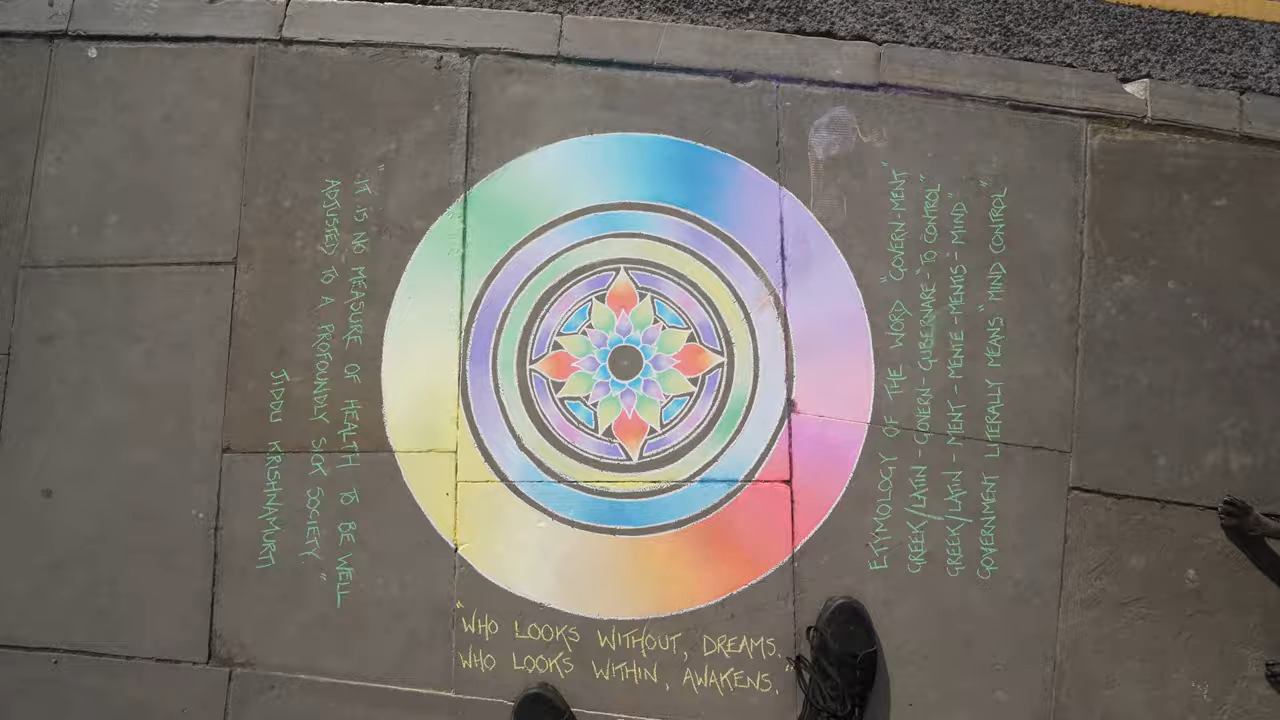 "IT IS NO MEASURE OF HEALTH TO BE WELL
ADJUSTED TO A PROFOUNDLY SICK SOCIETY."
JIDDU KRISHNAMURTI
"WHO LOOKS WITHOUT, DREAMS.
WHO LOOKS WITHIN, AWAKENS."
ETYMOLOGY OF THE WORD "GOVERN-MENT"
GREEK/LATIN - GOVERN - GUBERNARE - "TO CONTROL"
GREEK/LATIN - MENT - MENTE - MENTIS - "MIND"
GOVERNMENT LITERALLY MEANS "MIND CONTROL"